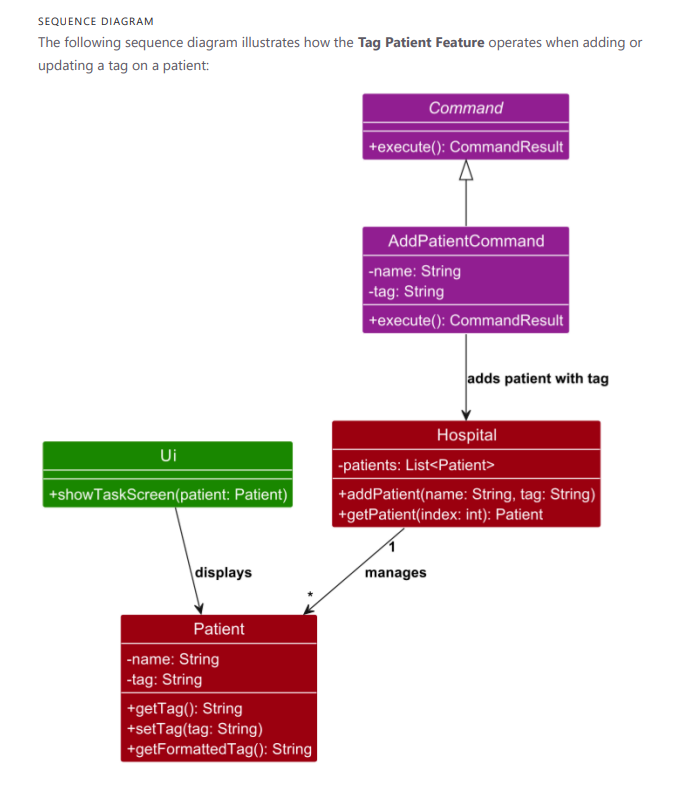 SEQUENCE DIAGRAM
The following sequence diagram illustrates how the Tag Patient Feature operates when adding or
updating a tag on a patient:
Command
+execute(): CommandResult
AddPatientCommand
-name: String
-tag: String
+execute(): CommandResult
adds patient with tag
Hospital
-patients: List<Patient>
+addPatient(name: String, tag: String)
+getPatient(index: int): Patient
Ui
+showTaskScreen(patient: Patient)
displays
1
manages
*
Patient
-name: String
-tag: String
+getTag(): String
+setTag(tag: String)
+getFormattedTag(): String